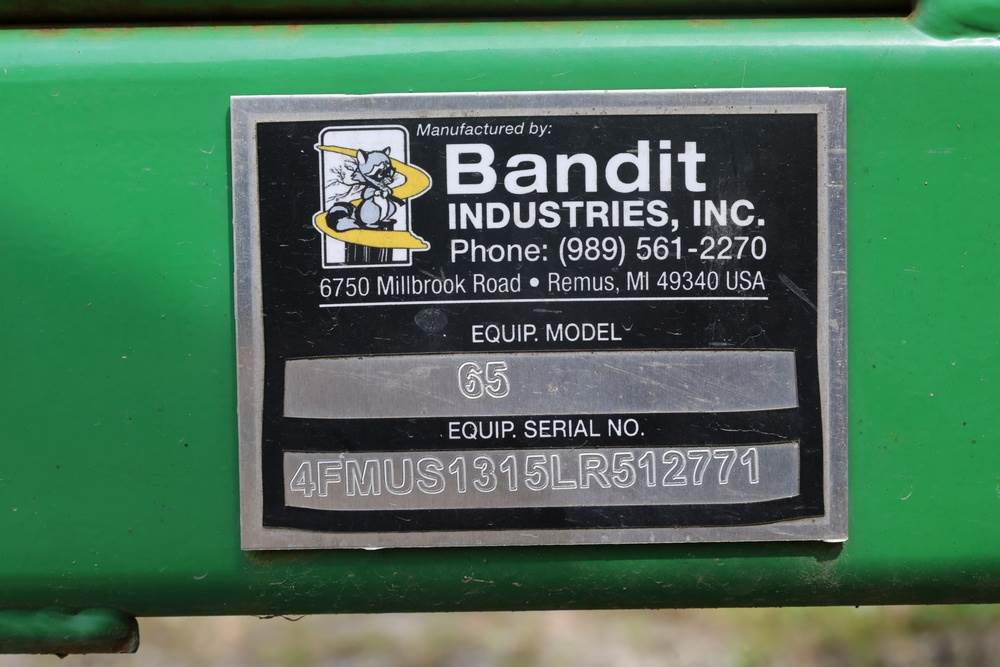 Manufactured by:
Bandit
INDUSTRIES, INC.
Phone: (989) 561-2270
6750 Millbrook Road • Remus, MI 49340 USA
EQUIP. MODEL
65
EQUIP. SERIAL NO.
4FMUS1315LR512771